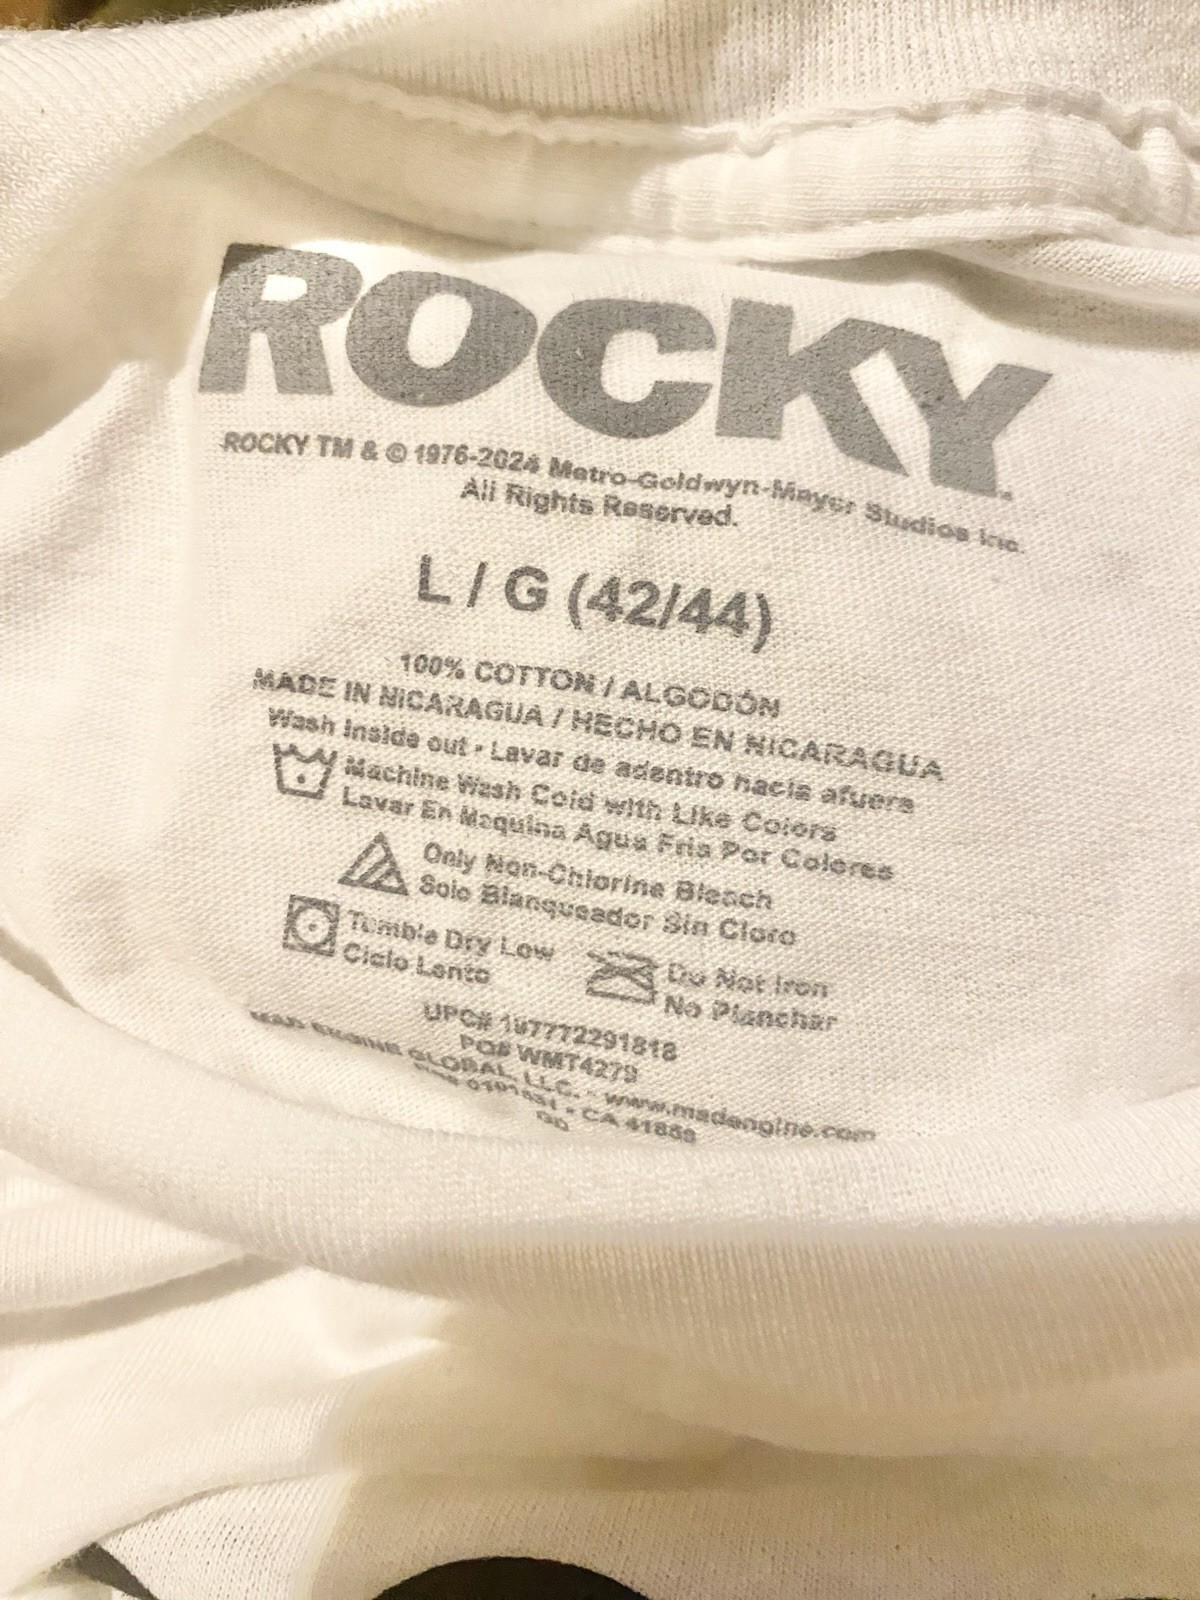 ROCKY
ROCKY TM & © 1976-2024 Metro-Goldwyn-Mayer Studios Inc.
All Rights Reserved.
L / G (42/44)
100% COTTON / ALGODÓN
MADE IN NICARAGUA / HECHO EN NICARAGUA
Wash Inside out • Lavar de adentro hacia afuera
Machine Wash Cold with Like Colors
Lavar En Maquina Agua Fria Por Colores
Only Non-Chlorine Bleach
Solo Blanqueador Sin Cloro
Tumble Dry Low
Ciclo Lento
Do Not Iron
No Planchar
UPC# 197772291818
PO# WMT4279
MAD ENGINE GLOBAL, LLC. - www.madengine.com
• CA 41858